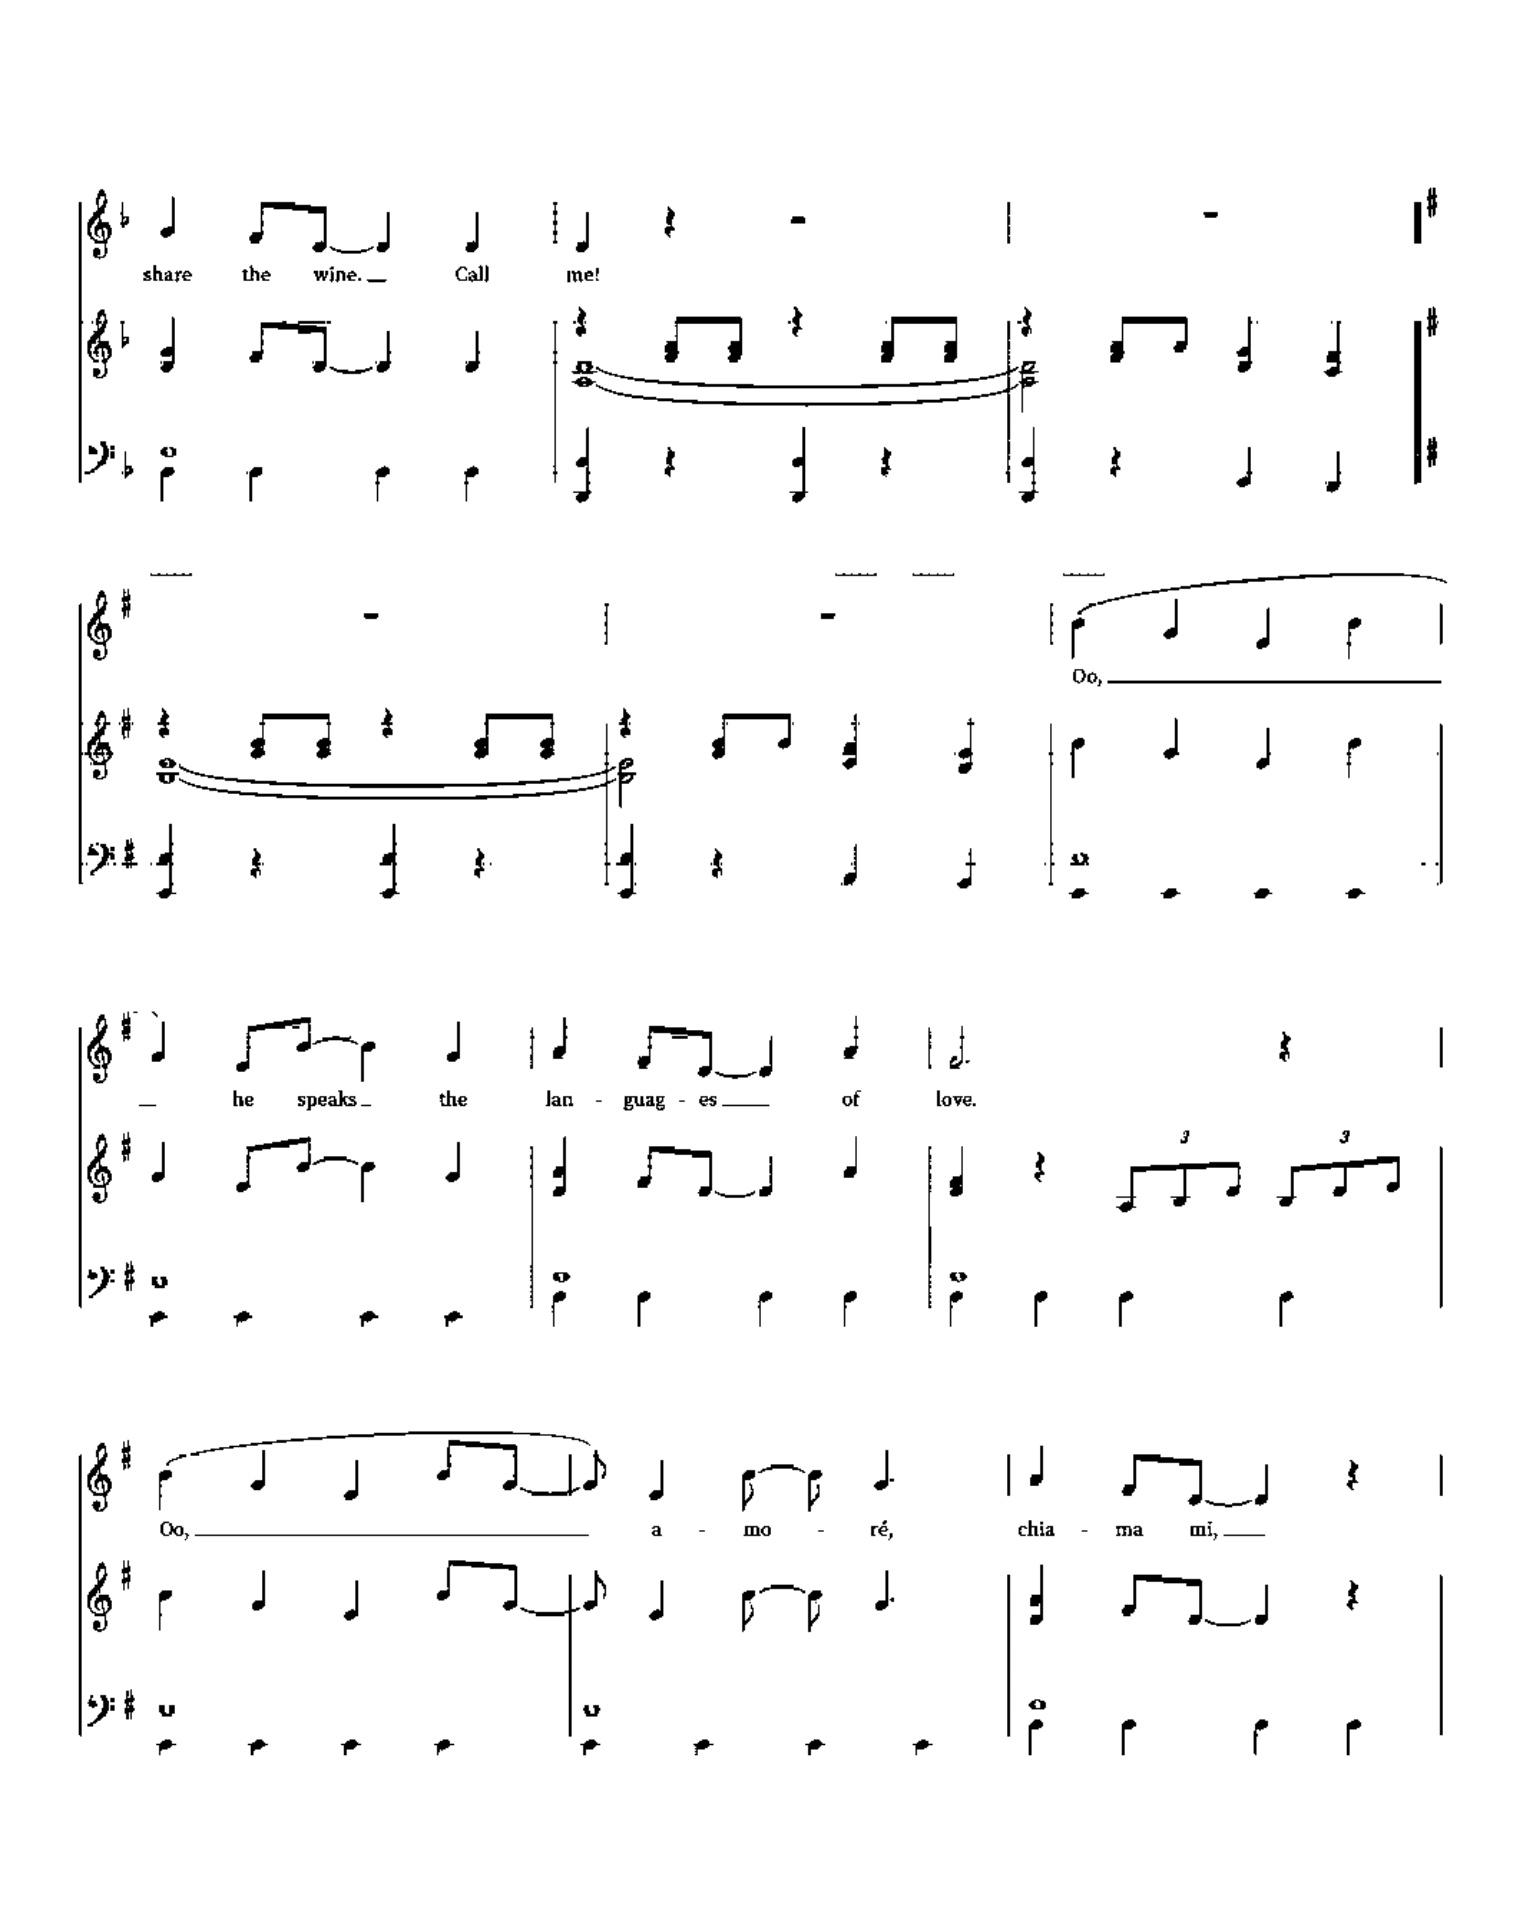 share the wine. Call me!
Oo,
he speaks the lan - guag - es of love.
3 3
Oo, a - mo - ré, chia - ma mi,